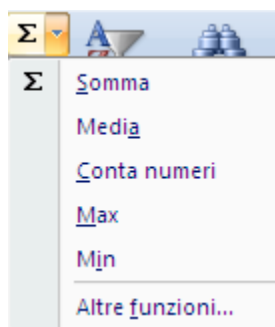 Σ
Σ Somma
Media
Conta numeri
Max
Min
Altre funzioni...